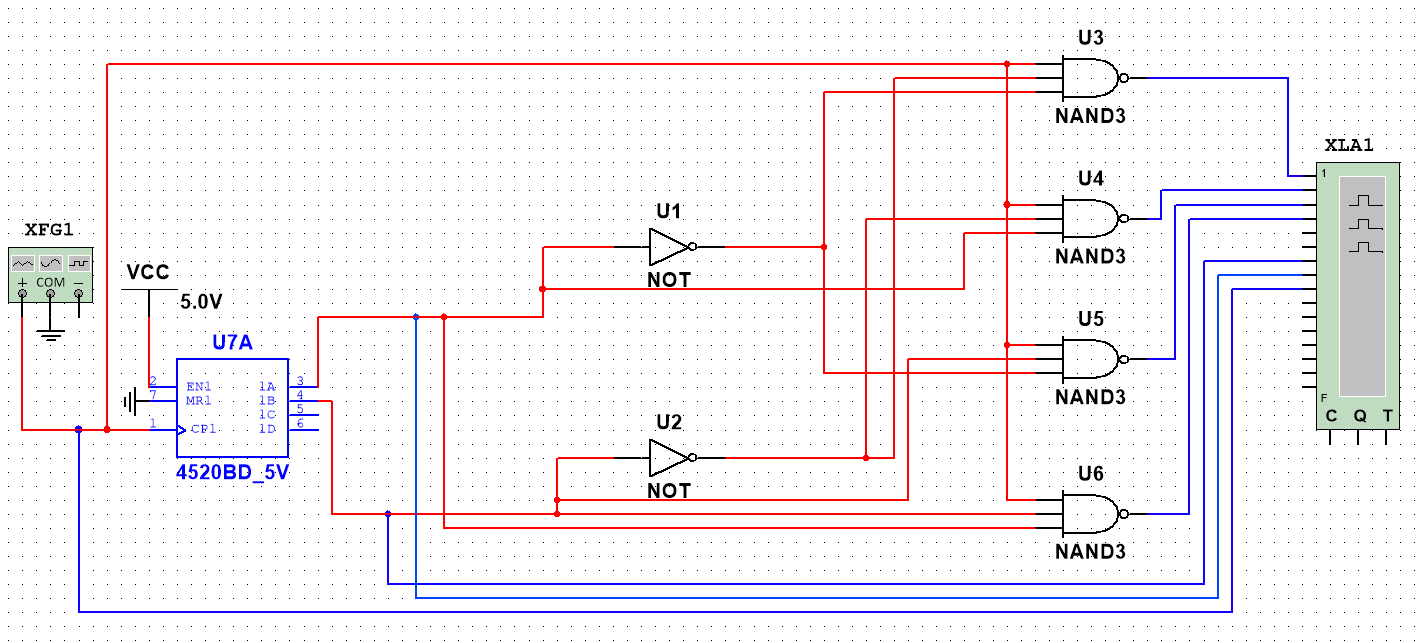 U3
NAND3
XLA1
1
U4
NAND3
U1
NOT
XFG1
+ COM −
VCC
5.0V
U5
NAND3
U7A
2 EN1 1A 3
7 MR1 1B 4
1C 5
1 CP1 1D 6
4520BD_5V
F
C Q T
U2
NOT
U6
NAND3